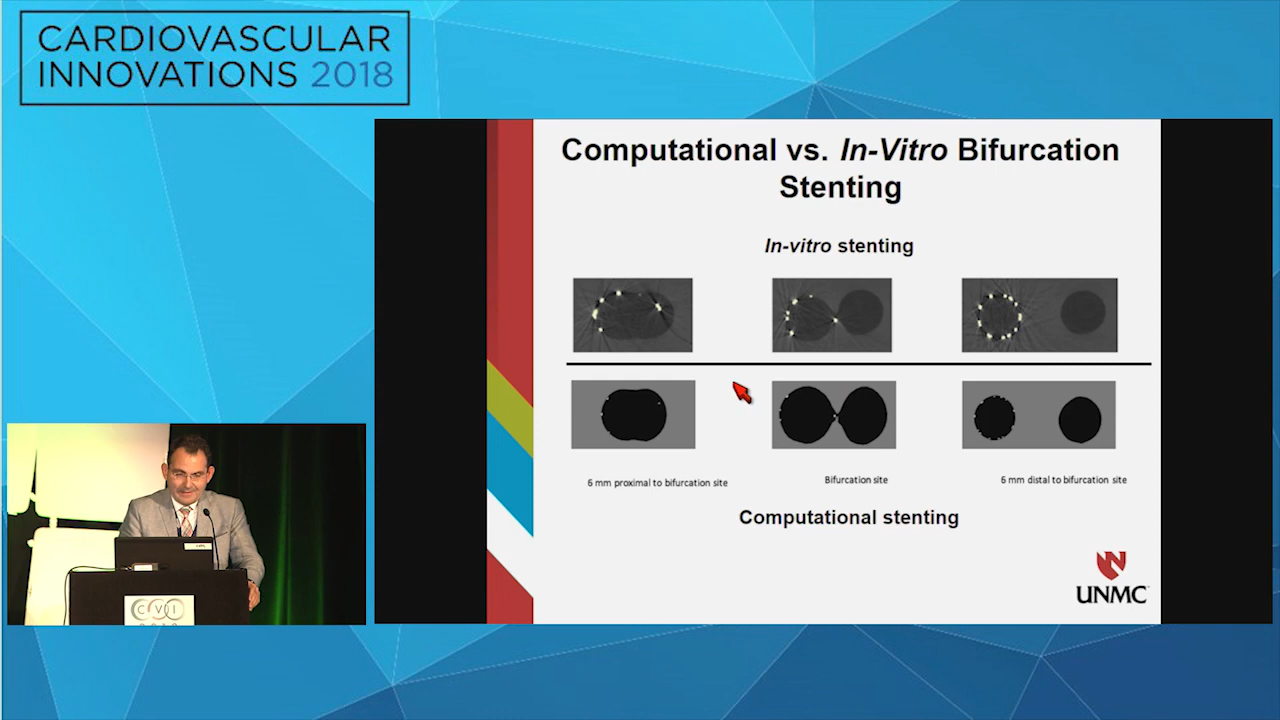 CARDIOVASCULAR
INNOVATIONS 2018
Computational vs. In-Vitro Bifurcation
Stenting
In-vitro stenting
6 mm proximal to bifurcation site
Bifurcation site
6 mm distal to bifurcation site
Computational stenting
UNMC
CVI